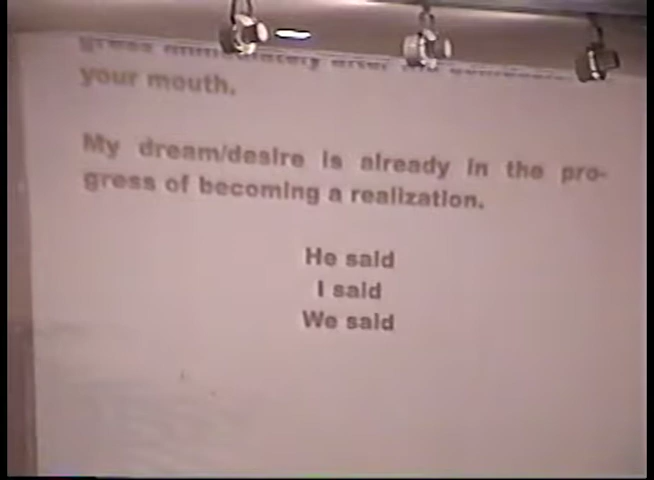 your mouth.
My dream/desire is already in the pro-
gress of becoming a realization.
He said
I said
We said